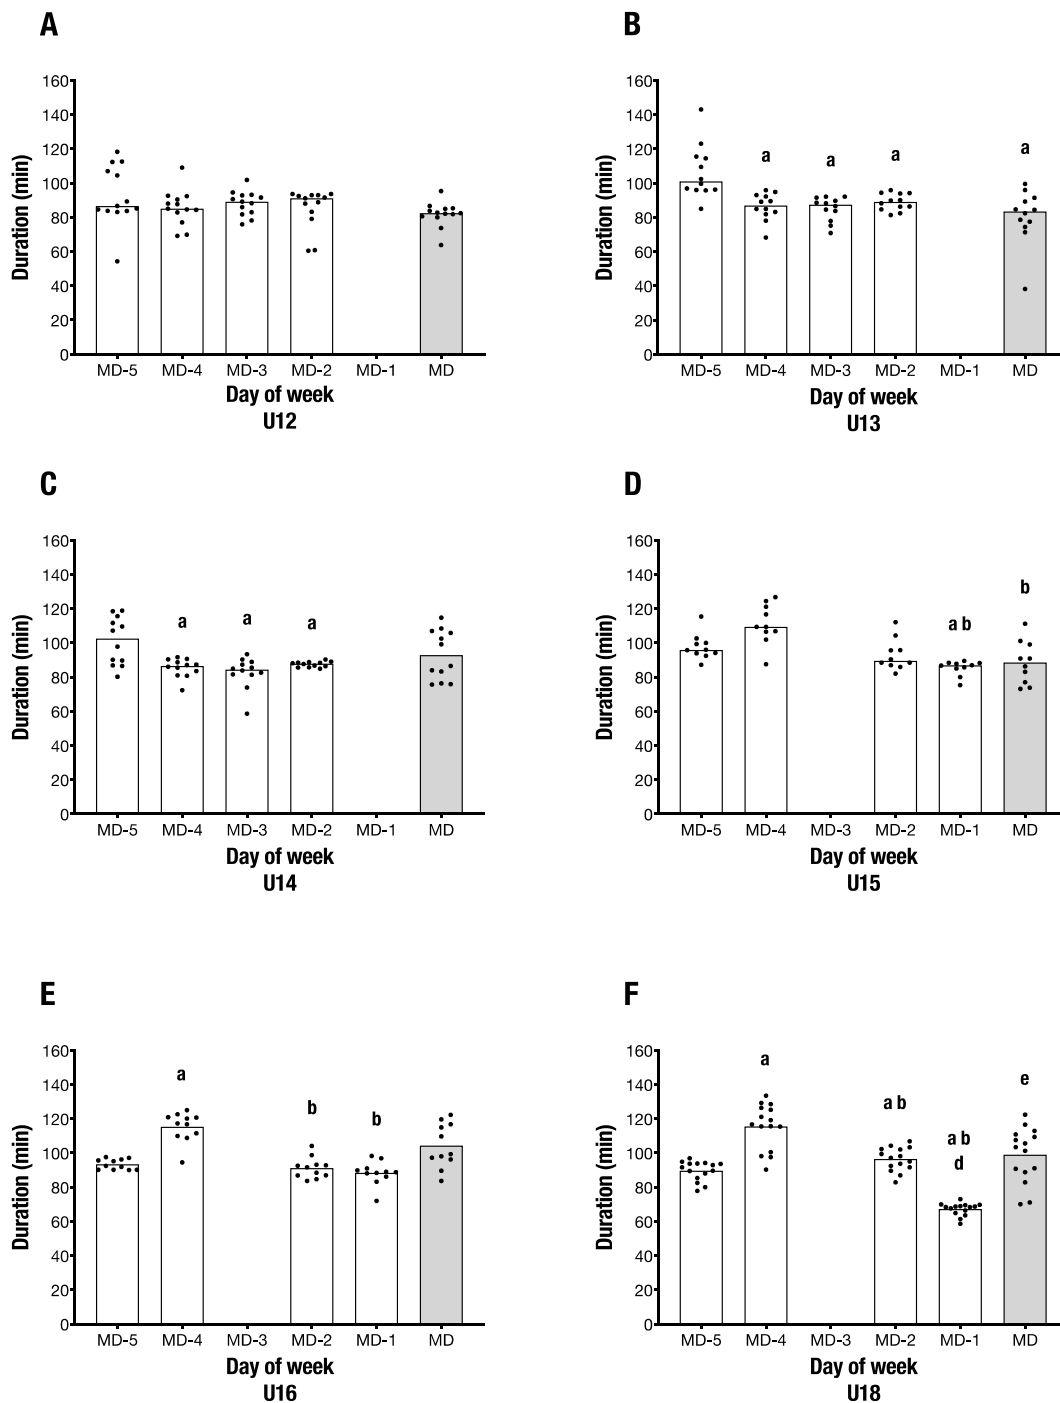 A
160
140
120
100
80
60
40
20
0
Duration (min)
MD-5 MD-4 MD-3 MD-2 MD-1 MD
Day of week
U12
B
160
140
120
100
80
60
40
20
0
Duration (min)
a a a a
MD-5 MD-4 MD-3 MD-2 MD-1 MD
Day of week
U13
C
160
140
120
100
80
60
40
20
0
Duration (min)
a a a
MD-5 MD-4 MD-3 MD-2 MD-1 MD
Day of week
U14
D
160
140
120
100
80
60
40
20
0
Duration (min)
a b b
MD-5 MD-4 MD-3 MD-2 MD-1 MD
Day of week
U15
E
160
140
120
100
80
60
40
20
0
Duration (min)
a b b
MD-5 MD-4 MD-3 MD-2 MD-1 MD
Day of week
U16
F
160
140
120
100
80
60
40
20
0
Duration (min)
a
a b
a b
d
e
MD-5 MD-4 MD-3 MD-2 MD-1 MD
Day of week
U18